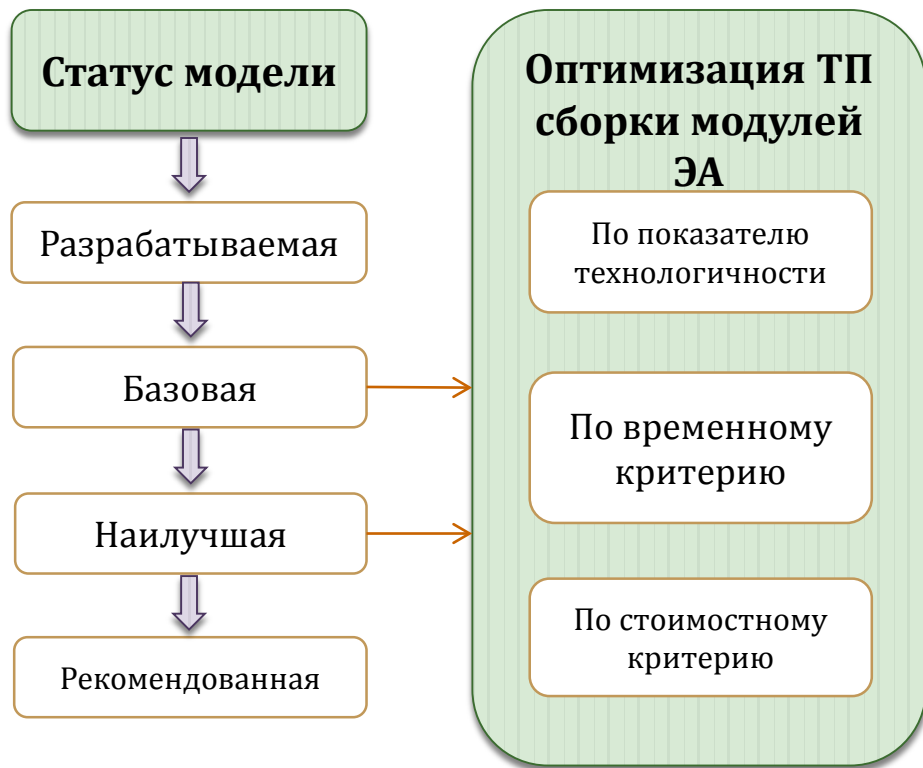 Статус модели
Разрабатываемая
Базовая
Наилучшая
Рекомендованная
Оптимизация ТП
сборки модулей
ЭА
По показателю
технологичности
По временному
критерию
По стоимостному
критерию